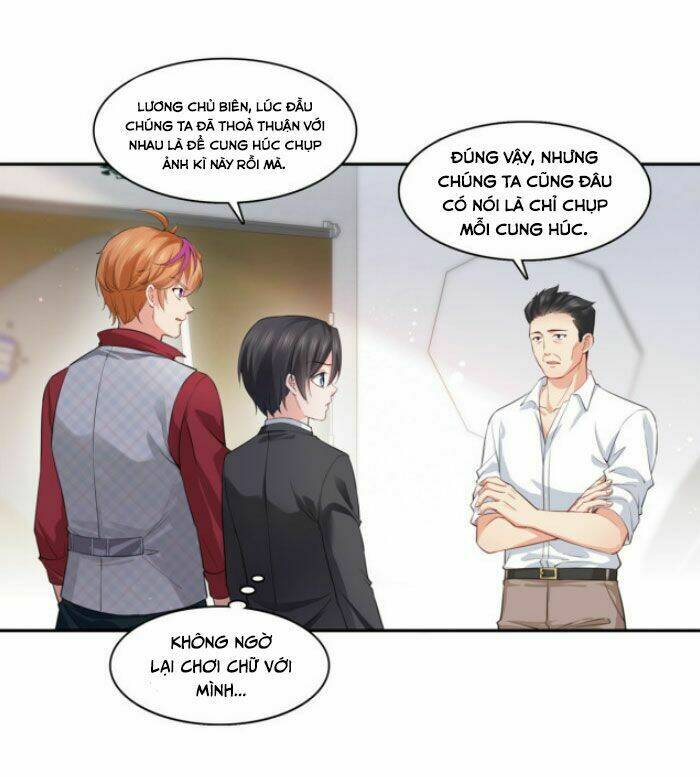 LƯƠNG CHỦ BIÊN, LÚC ĐẦU
CHÚNG TA ĐÃ THOẢ THUẬN VỚI
NHAU LÀ ĐỂ CUNG HÚC CHỤP
ẢNH KÌ NÀY RỒI MÀ.
ĐÚNG VẬY, NHƯNG
CHÚNG TA CŨNG ĐÂU
CÓ NÓI LÀ CHỈ CHỤP
MỖI CUNG HÚC.
KHÔNG NGỜ
LẠI CHƠI CHỮ VỚI
MÌNH...